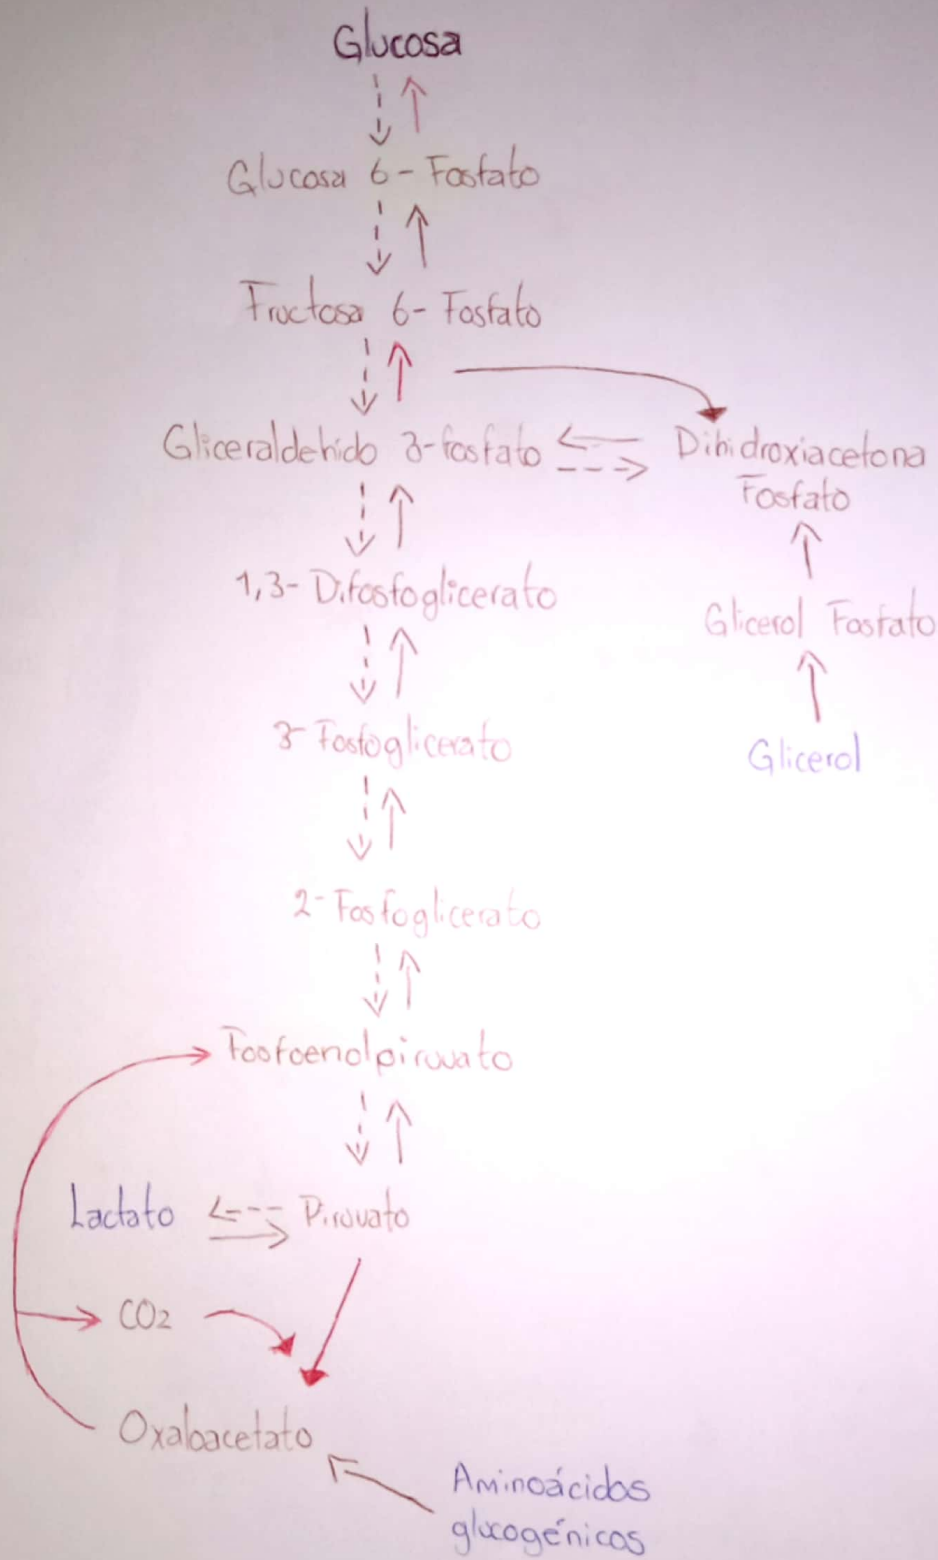 Glucosa
Glucosa 6-Fosfato
Fructosa 6-Fosfato
Gliceraldehido 3-fosfato
Dihidroxiacetona
Fosfato
1,3-Difosfoglicerato
Glicerol Fosfato
3-Fosfoglicerato
Glicerol
2-Fosfoglicerato
Fosfoenolpiruvato
Lactato
Piruvato
CO2
Oxaloacetato
Aminoácidos
glucogénicos